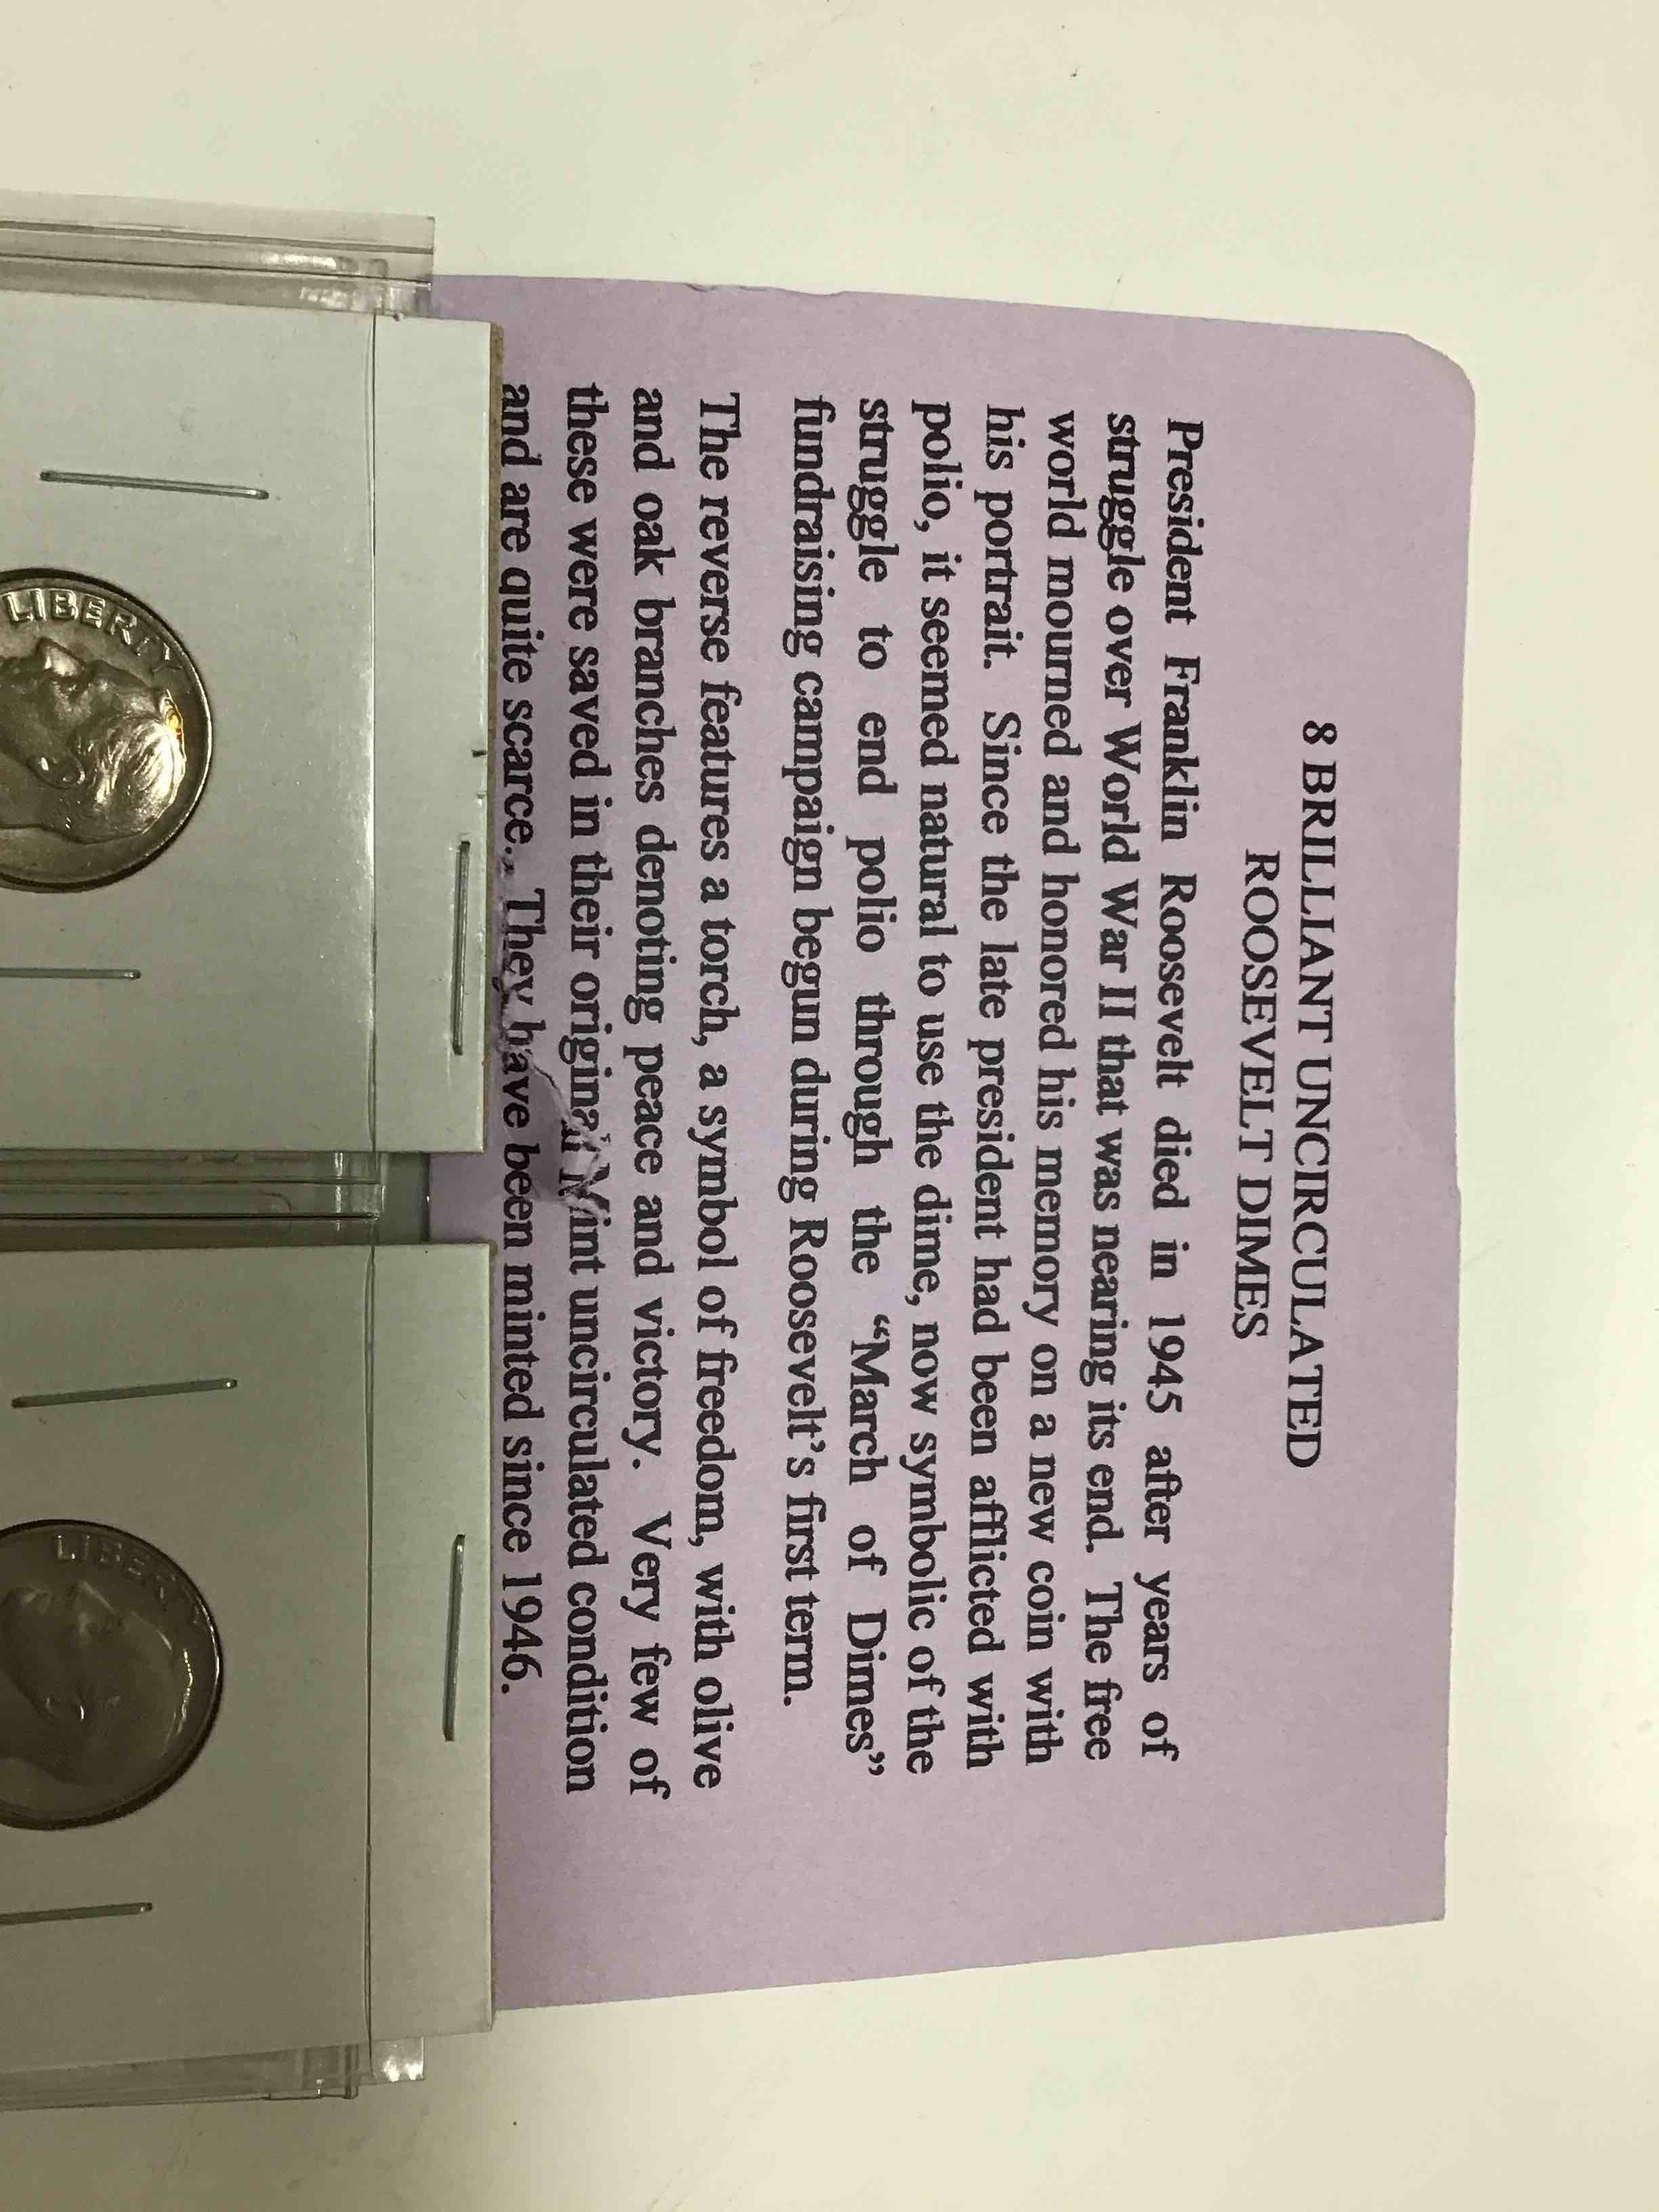 8 BRILLIANT UNCIRCULATED
ROOSEVELT DIMES
President Franklin Roosevelt died in 1945 after years of
struggle over World War II that was nearing its end. The free
world mourned and honored his memory on a new coin with
his portrait. Since the late president had been afflicted with
polio, it seemed natural to use the dime, now symbolic of the
struggle to end polio through the “March of Dimes”
fundraising campaign begun during Roosevelt’s first term.
The reverse features a torch, a symbol of freedom, with olive
and oak branches denoting peace and victory. Very few of
these were saved in their original Mint uncirculated condition
and are quite scarce. They have been minted since 1946.
LIBERTY
LIBERTY